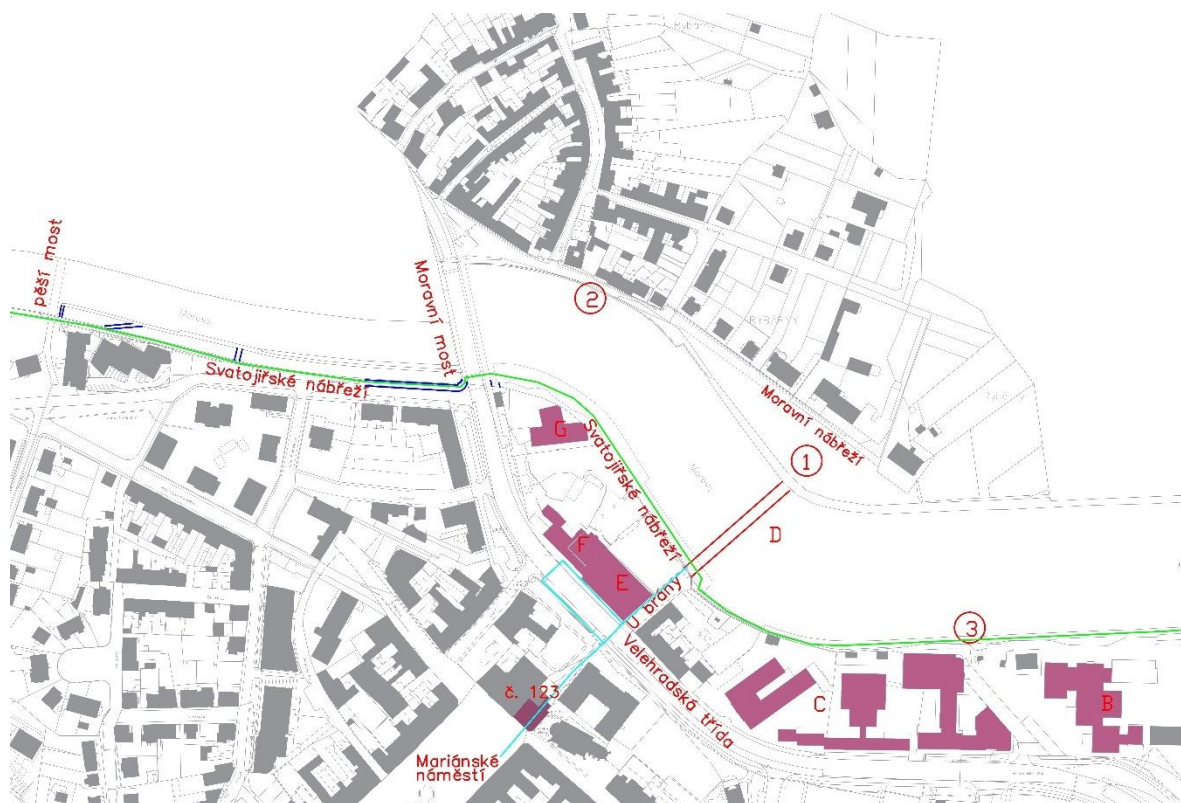 pěší most
Moravní most
2
Svatojiřské nábřeží
Moravní nábřeží
G
Svatojiřské nábřeží
1
D
F
E
U brány
3
Velehradská třída
č. 123
C
B
Mariánské
náměstí
RYBÁRNY